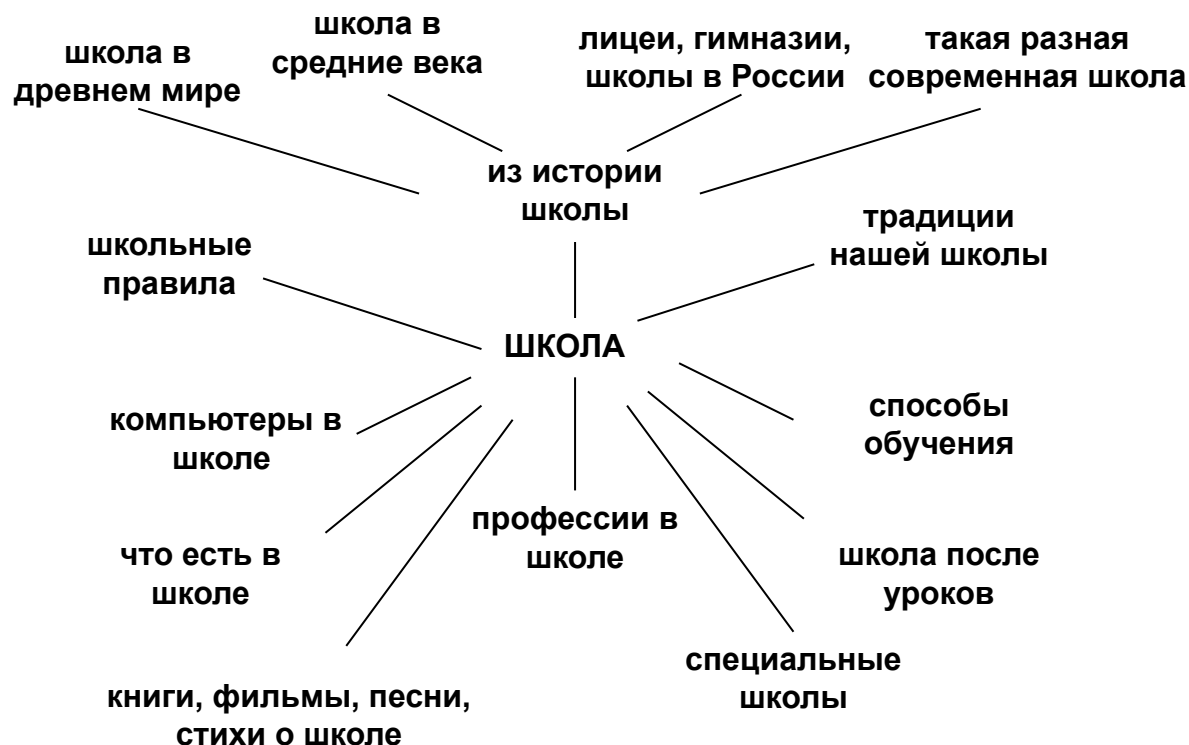 школа в
древнем мире
школа в
средние века
лицеи, гимназии,
школы в России
такая разная
современная школа
из истории
школы
школьные
правила
традиции
нашей школы
ШКОЛА
компьютеры в
школе
способы
обучения
что есть в
школе
профессии в
школе
школа после
уроков
книги, фильмы, песни,
стихи о школе
специальные
школы